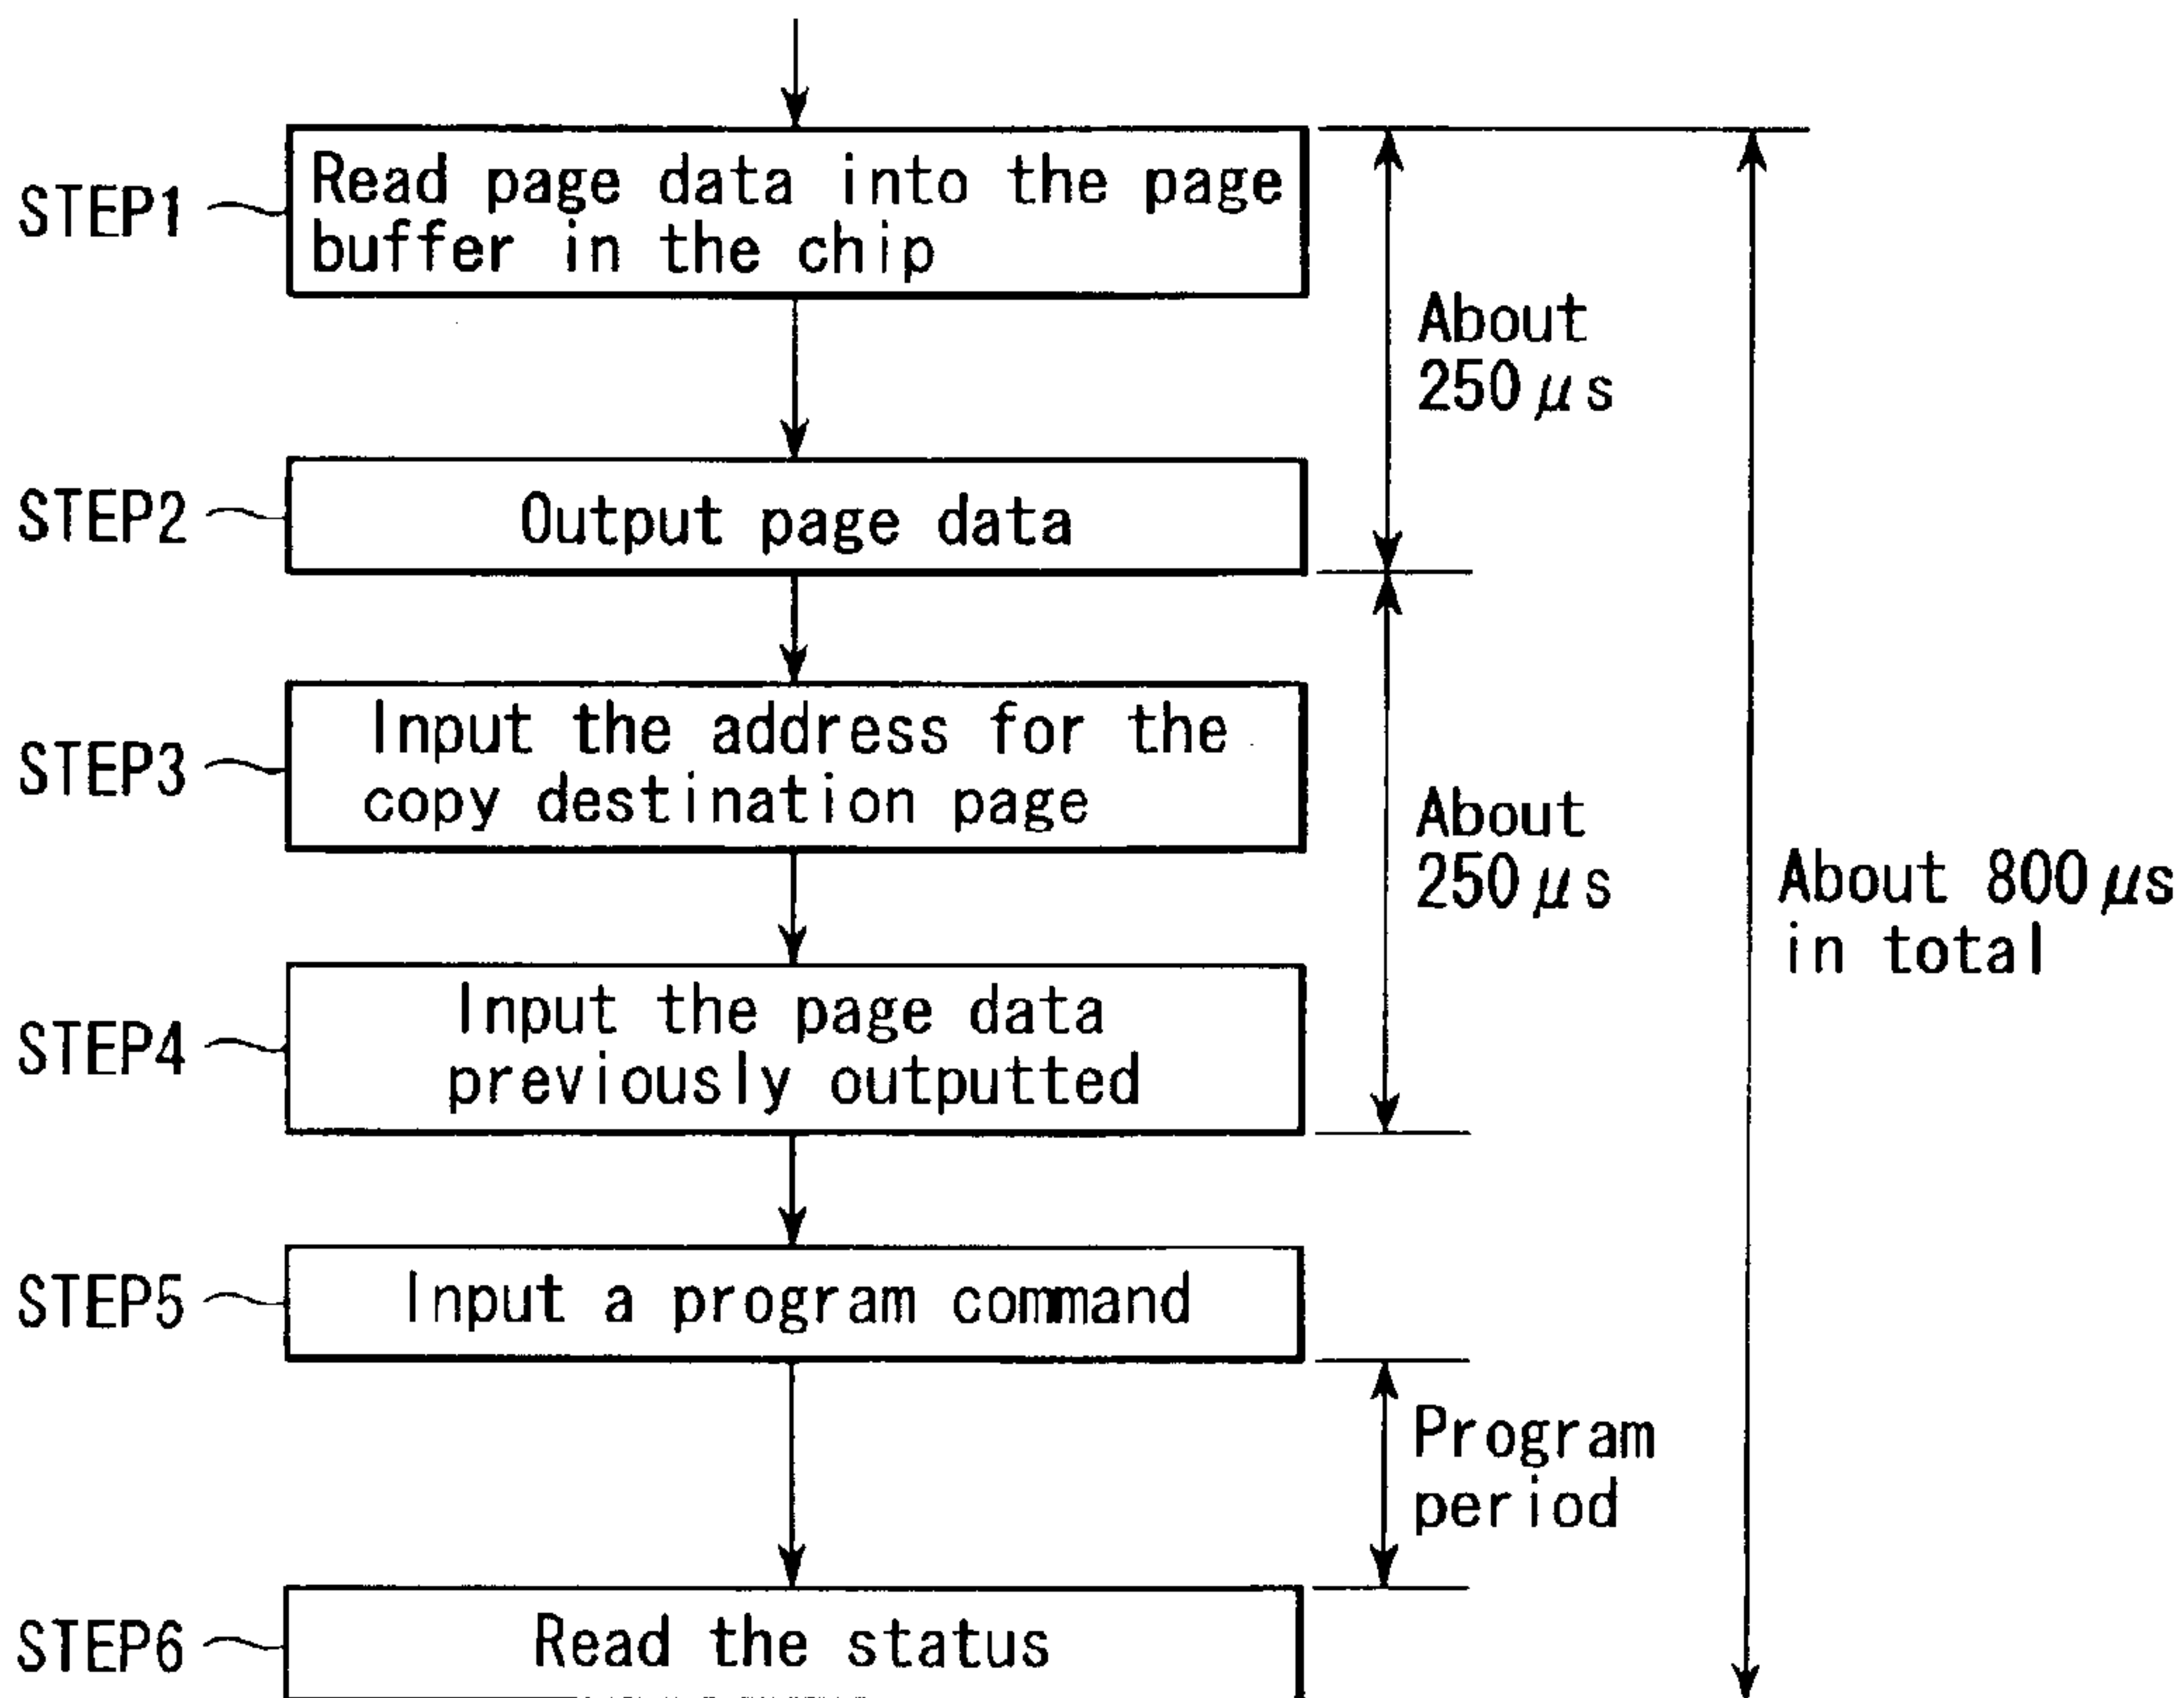 STEP1
Read page data into the page
buffer in the chip
About
250μs
STEP2
Output page data
STEP3
Input the address for the
copy destination page
About
250μs
About 800μs
in total
STEP4
Input the page data
previously outputted
STEP5
Input a program command
Program
period
STEP6
Read the status